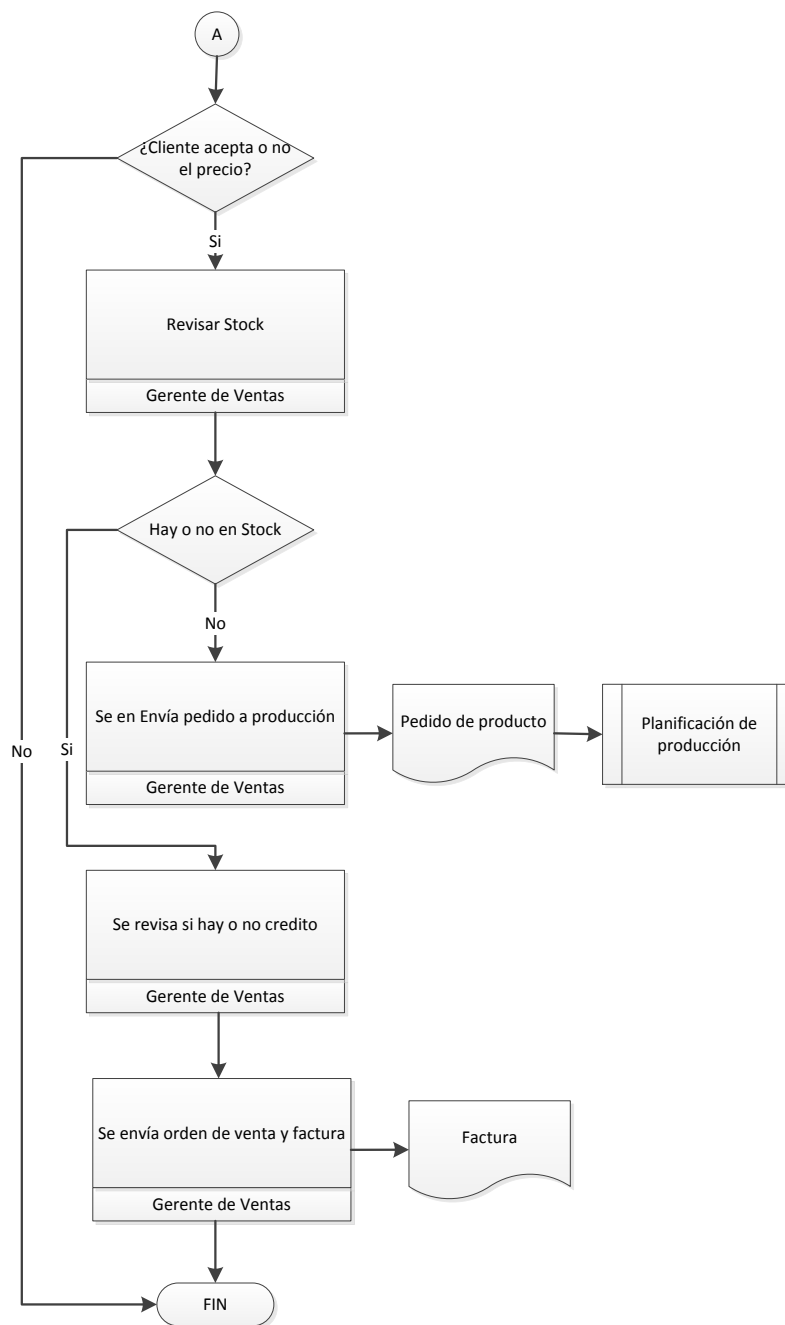 A
¿Cliente acepta o no
el precio?
Si
Revisar Stock
Gerente de Ventas
Hay o no en Stock
No
Se en Envía pedido a producción
Gerente de Ventas
Pedido de producto
Planificación de
producción
No
Si
Se revisa si hay o no credito
Gerente de Ventas
Se envía orden de venta y factura
Gerente de Ventas
Factura
FIN